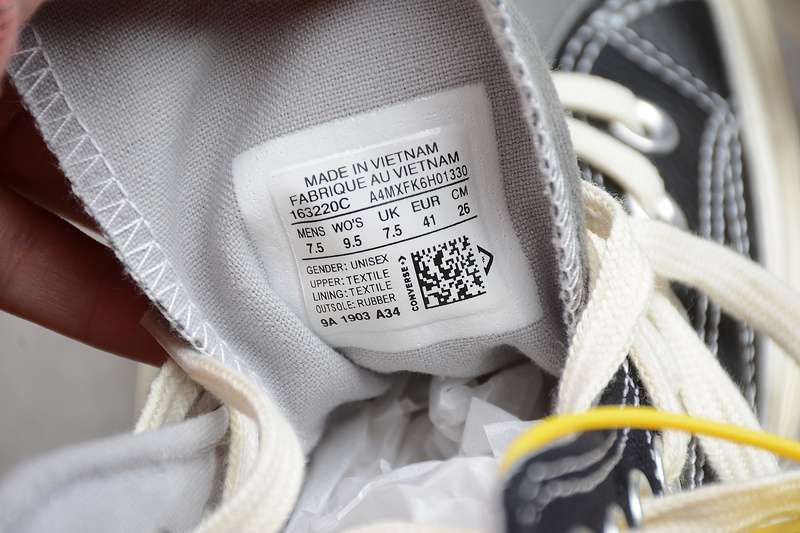 MADE IN VIETNAM
FABRIQUE AU VIETNAM
163220C A4MXFK6H01330
MENS WO'S UK EUR CM
7.5 9.5 7.5 41 26
GENDER: UNISEX
UPPER: TEXTILE
LINING: TEXTILE
OUTSOLE: RUBBER
9A 1903 A34
CONVERSE